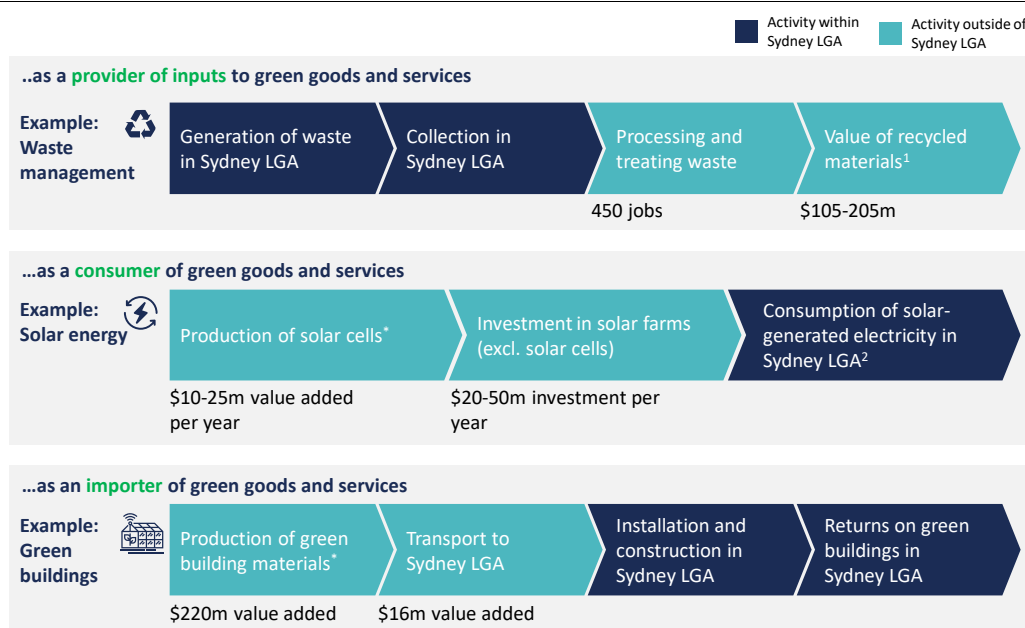 Activity within
Sydney LGA
Activity outside of
Sydney LGA
..as a provider of inputs to green goods and services
Example:
Waste
management
Generation of waste
in Sydney LGA
Collection in
Sydney LGA
Processing and
treating waste
Value of recycled
materials1
450 jobs
$105-205m
...as a consumer of green goods and services
Example:
Solar energy
Production of solar cells*
Investment in solar farms
(excl. solar cells)
Consumption of solar-
generated electricity in
Sydney LGA2
$10-25m value added
per year
$20-50m investment per
year
...as an importer of green goods and services
Example:
Green
buildings
Production of green
building materials*
Transport to
Sydney LGA
Installation and
construction in
Sydney LGA
Returns on green
buildings in
Sydney LGA
$220m value added
$16m value added